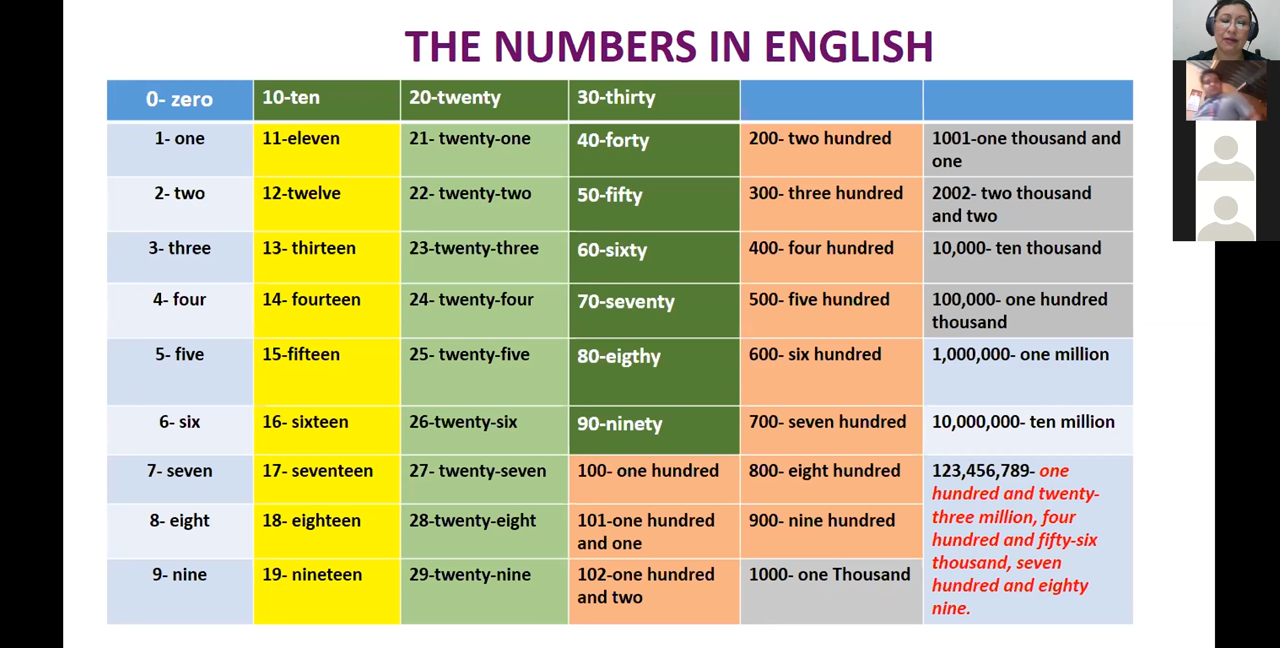 THE NUMBERS IN ENGLISH
0- zero
10-ten
20-twenty
30-thirty
1- one
11-eleven
21- twenty-one
40-forty
200- two hundred
1001-one thousand and
one
2- two
12-twelve
22- twenty-two
50-fifty
300- three hundred
2002- two thousand
and two
3- three
13- thirteen
23-twenty-three
60-sixty
400- four hundred
10,000- ten thousand
4- four
14- fourteen
24- twenty-four
70-seventy
500- five hundred
100,000- one hundred
thousand
5- five
15-fifteen
25- twenty-five
80-eigthy
600- six hundred
1,000,000- one million
6- six
16- sixteen
26-twenty-six
90-ninety
700- seven hundred
10,000,000- ten million
7- seven
17- seventeen
27- twenty-seven
100- one hundred
800- eight hundred
123,456,789- one
hundred and twenty-
three million, four
hundred and fifty-six
thousand, seven
hundred and eighty
nine.
8- eight
18- eighteen
28-twenty-eight
101-one hundred
and one
900- nine hundred
9- nine
19- nineteen
29-twenty-nine
102-one hundred
and two
1000- one Thousand